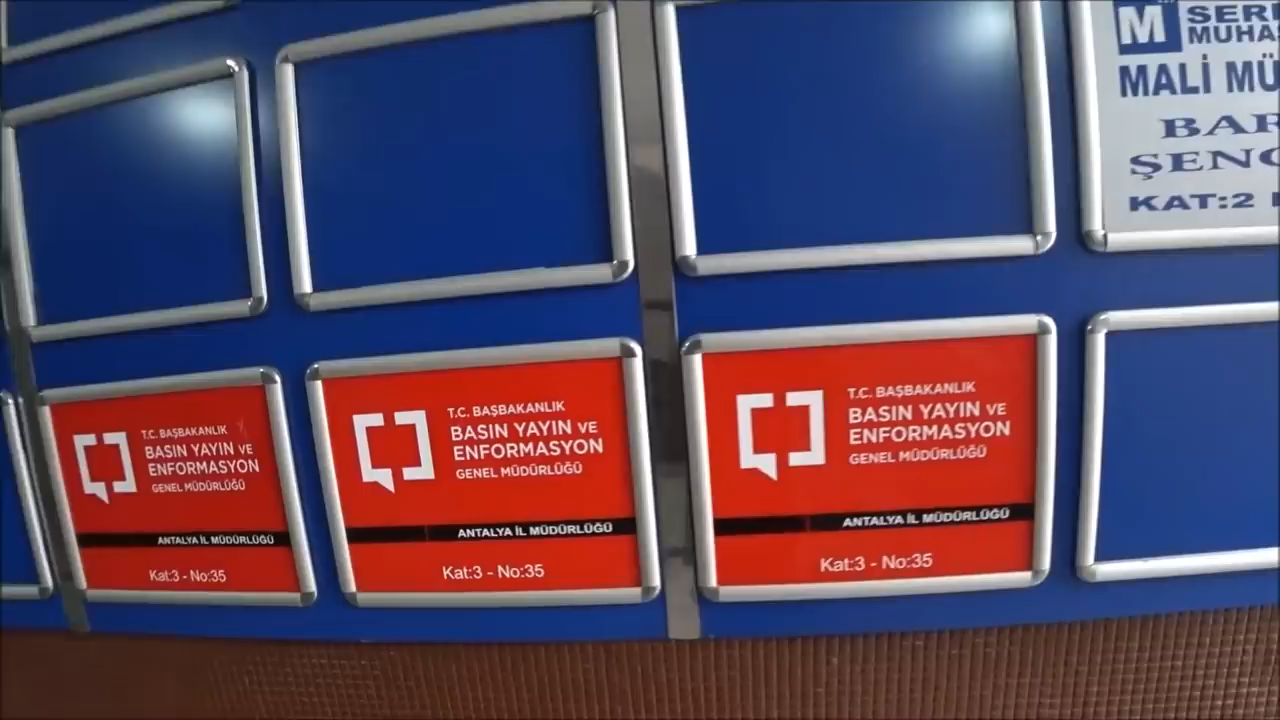 MALİ
KAT:2
T.C. BAŞBAKANLIK
BASIN YAYIN VE
ENFORMASYON
GENEL MÜDÜRLÜĞÜ
ANTALYA İL MÜDÜRLÜĞÜ
Kat:3 - No:35
T.C. BAŞBAKANLIK
BASIN YAYIN VE
ENFORMASYON
GENEL MÜDÜRLÜĞÜ
ANTALYA İL MÜDÜRLÜĞÜ
Kat:3 - No:35
T.C. BAŞBAKANLIK
BASIN YAYIN VE
ENFORMASYON
GENEL MÜDÜRLÜĞÜ
ANTALYA İL MÜDÜRLÜĞÜ
Kat:3 - No:35